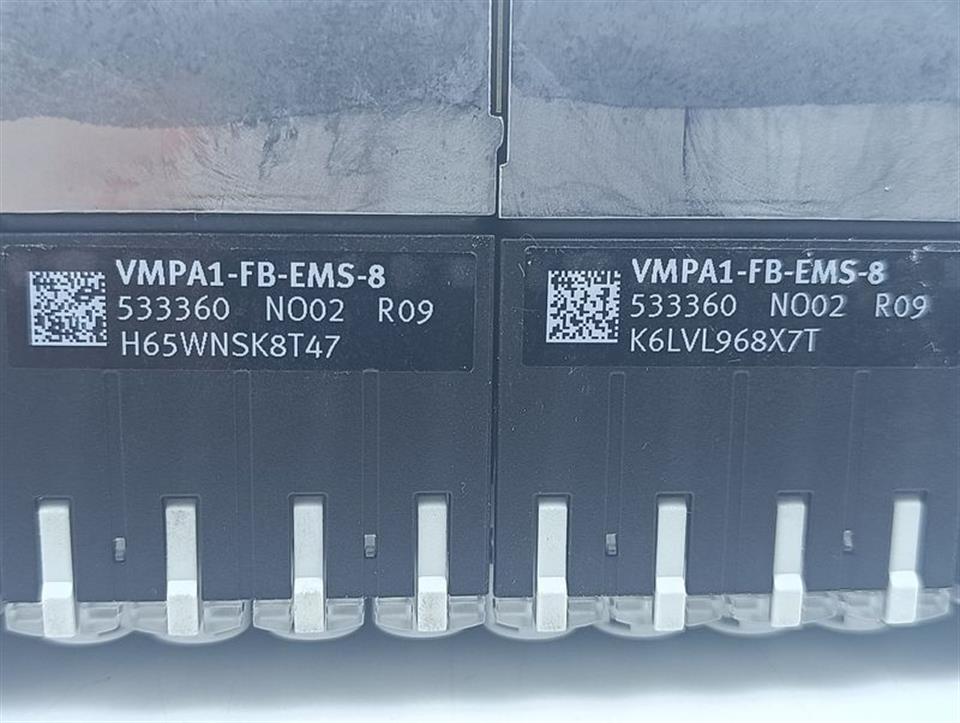 VMPA1-FB-EMS-8
533360 NO02 R09
H65WNSK8T47
VMPA1-FB-EMS-8
533360 NO02 R09
K6LVL968X7T